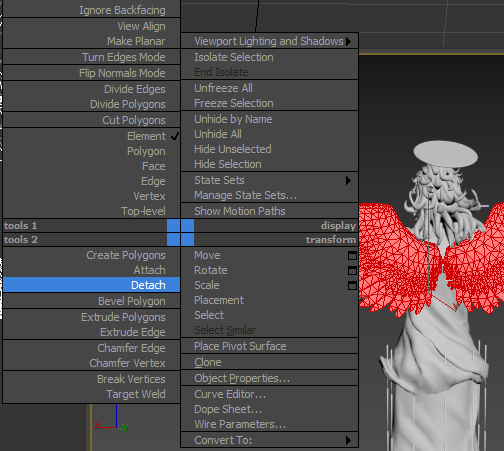 Ignore Backfacing
View Align
Make Planar
Turn Edges Mode
Flip Normals Mode
Divide Edges
Divide Polygons
Cut Polygons
Element
Polygon
Face
Edge
Vertex
Top-level
tools 1
tools 2
Create Polygons
Attach
Detach
Bevel Polygon
Extrude Polygons
Extrude Edge
Chamfer Edge
Chamfer Vertex
Break Vertices
Target Weld
Viewport Lighting and Shadows
Isolate Selection
End Isolate
Unfreeze All
Freeze Selection
Unhide by Name
Unhide All
Hide Unselected
Hide Selection
State Sets
Manage State Sets...
Show Motion Paths
display
transform
Move
Rotate
Scale
Placement
Select
Select Similar
Place Pivot Surface
Clone
Object Properties...
Curve Editor...
Dope Sheet...
Wire Parameters...
Convert To:
x
y